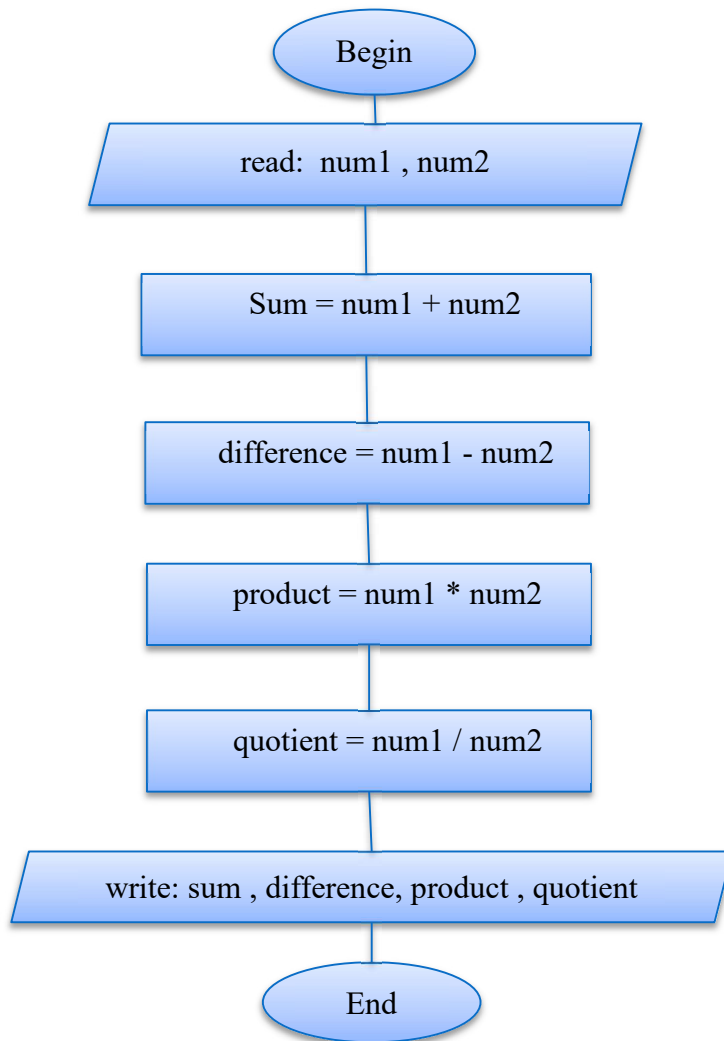 Begin
read: num1 , num2
Sum = num1 + num2
difference = num1 - num2
product = num1 * num2
quotient = num1 / num2
write: sum , difference, product , quotient
End